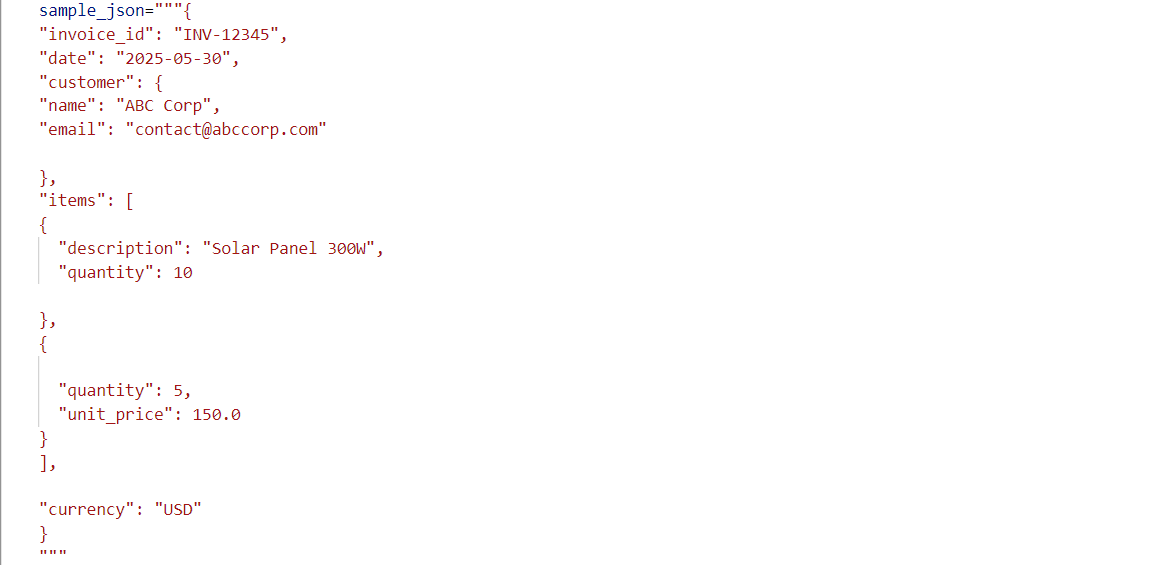 sample_json="""{
"invoice_id": "INV-12345",
"date": "2025-05-30",
"customer": {
"name": "ABC Corp",
"email": "contact@abccorp.com"
},
"items": [
{
"description": "Solar Panel 300W",
"quantity": 10
},
{
"quantity": 5,
"unit_price": 150.0
}
],
"currency": "USD"
}
"""